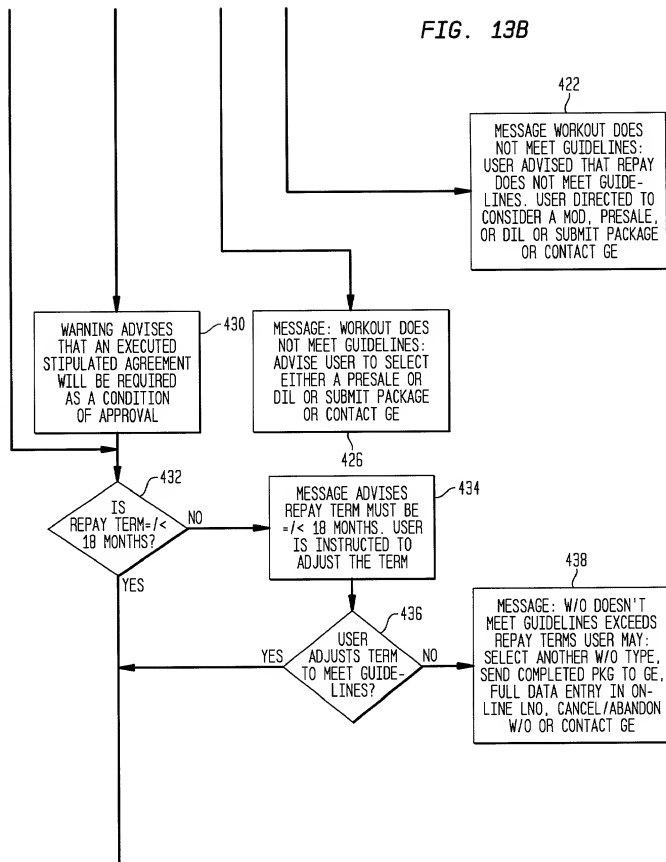 FIG. 13B
422
MESSAGE WORKOUT DOES
NOT MEET GUIDELINES:
USER ADVISED THAT REPAY
DOES NOT MEET GUIDE-
LINES. USER DIRECTED TO
CONSIDER A MOD, PRESALE,
OR DIL OR SUBMIT PACKAGE
OR CONTACT GE
430
WARNING ADVISES
THAT AN EXECUTED
STIPULATED AGREEMENT
WILL BE REQUIRED
AS A CONDITION
OF APPROVAL
MESSAGE: WORKOUT DOES
NOT MEET GUIDELINES:
ADVISE USER TO SELECT
EITHER A PRESALE OR
DIL OR SUBMIT PACKAGE
OR CONTACT GE
426
432
IS
REPAY TERM=/<
18 MONTHS?
NO
YES
434
MESSAGE ADVISES
REPAY TERM MUST BE
=/< 18 MONTHS. USER
IS INSTRUCTED TO
ADJUST THE TERM
436
USER
ADJUSTS TERM
TO MEET GUIDE-
LINES?
YES
NO
438
MESSAGE: W/O DOESN'T
MEET GUIDELINES EXCEEDS
REPAY TERMS USER MAY:
SELECT ANOTHER W/O TYPE,
SEND COMPLETED PKG TO GE,
FULL DATA ENTRY IN ON-
LINE LNO, CANCEL/ABANDON
W/O OR CONTACT GE